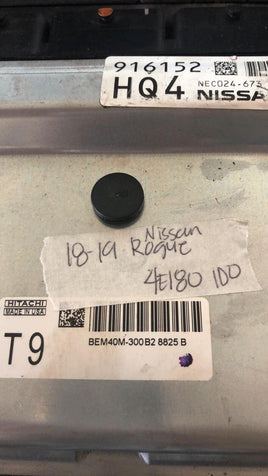 916152
HQ4
NEC024-673
NISSA
Nissan
18-19 Rogue
4E180 1D0
HITACHI
MADE IN USA
T9
BEM40M-300B2 8825 B